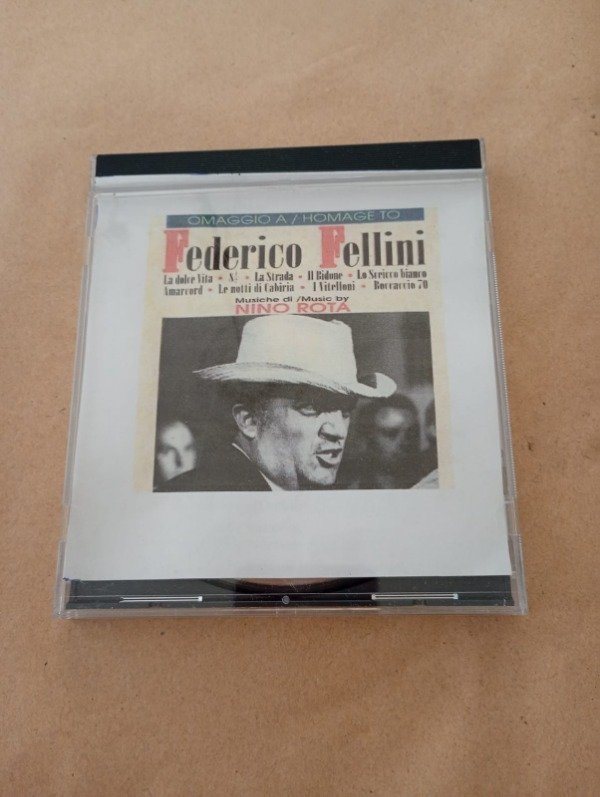 OMAGGIO A / HOMAGE TO
Federico Fellini
La dolce Vita • 8½ • La Strada • Il Bidone • Lo Sceicco bianco
Amarcord • Le notti di Cabiria • I Vitelloni • Boccaccio 70
Musiche di /Music by
NINO ROTA